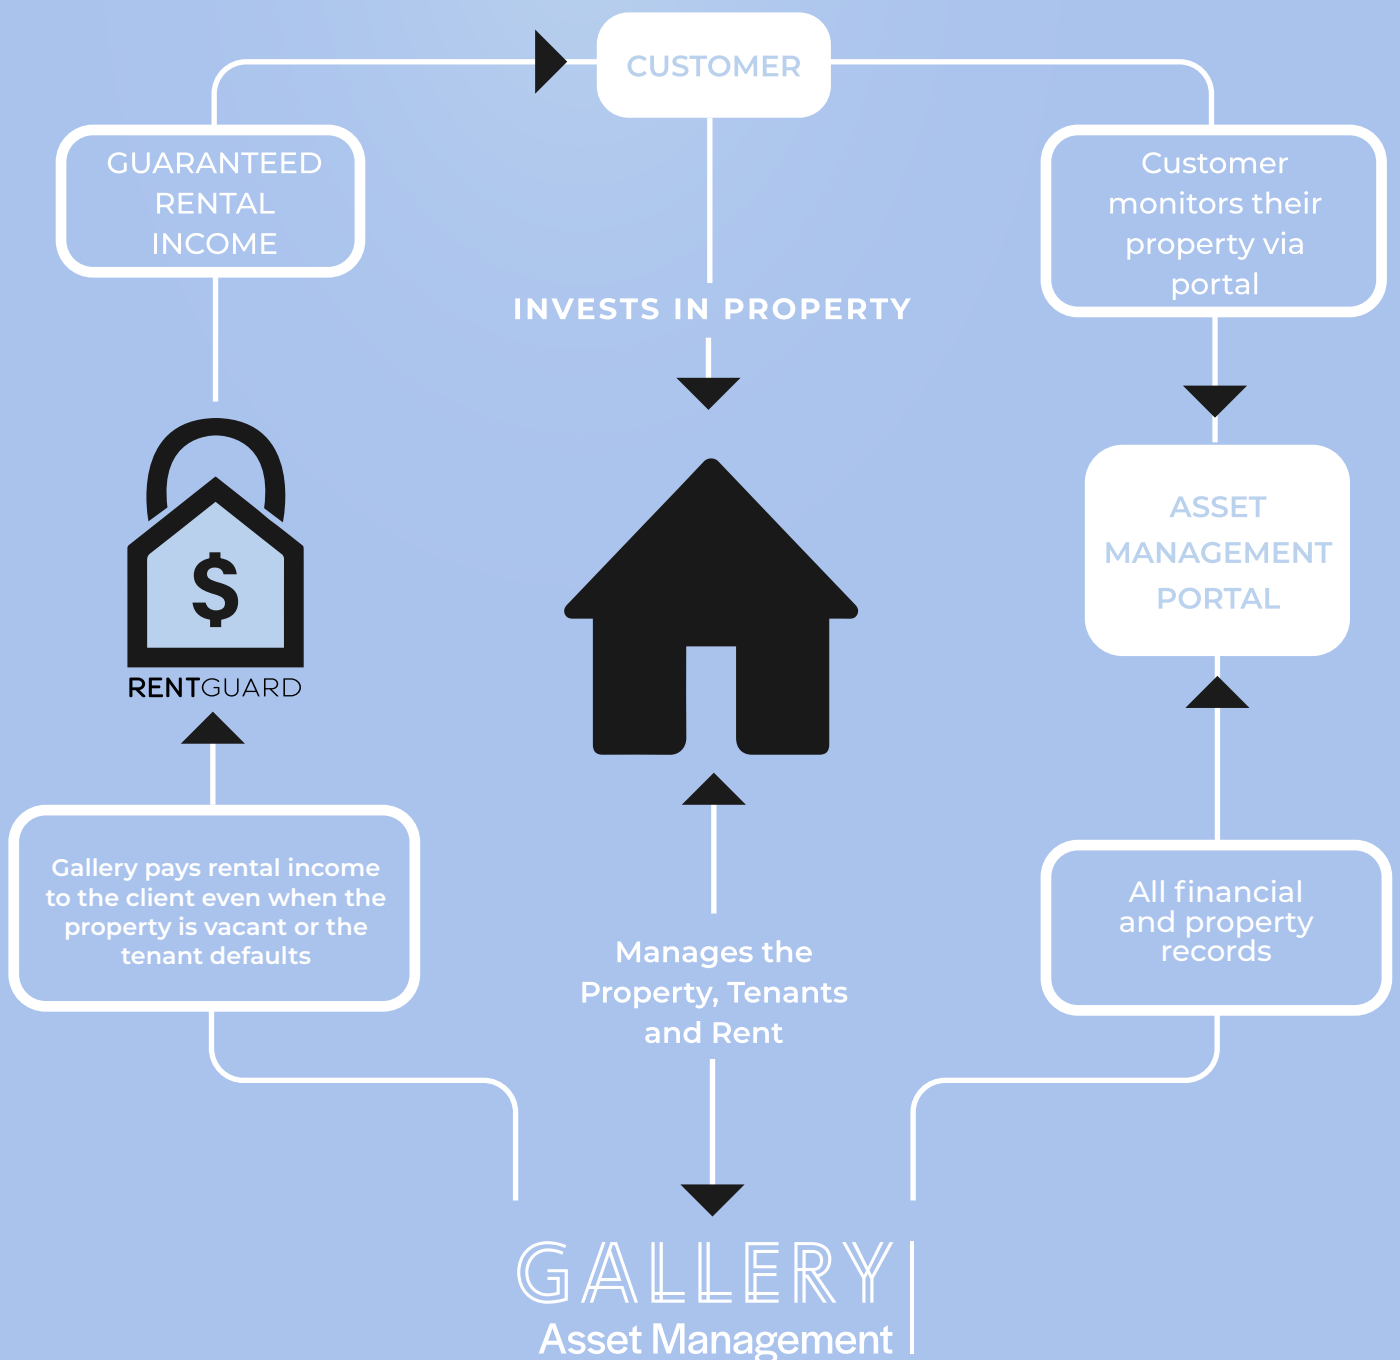 CUSTOMER
GUARANTEED
RENTAL
INCOME
Customer
monitors their
property via
portal
INVESTS IN PROPERTY
ASSET
MANAGEMENT
PORTAL
$
RENTGUARD
Gallery pays rental income
to the client even when the
property is vacant or the
tenant defaults
Manages the
Property, Tenants
and Rent
All financial
and property
records
GALLERY
Asset Management